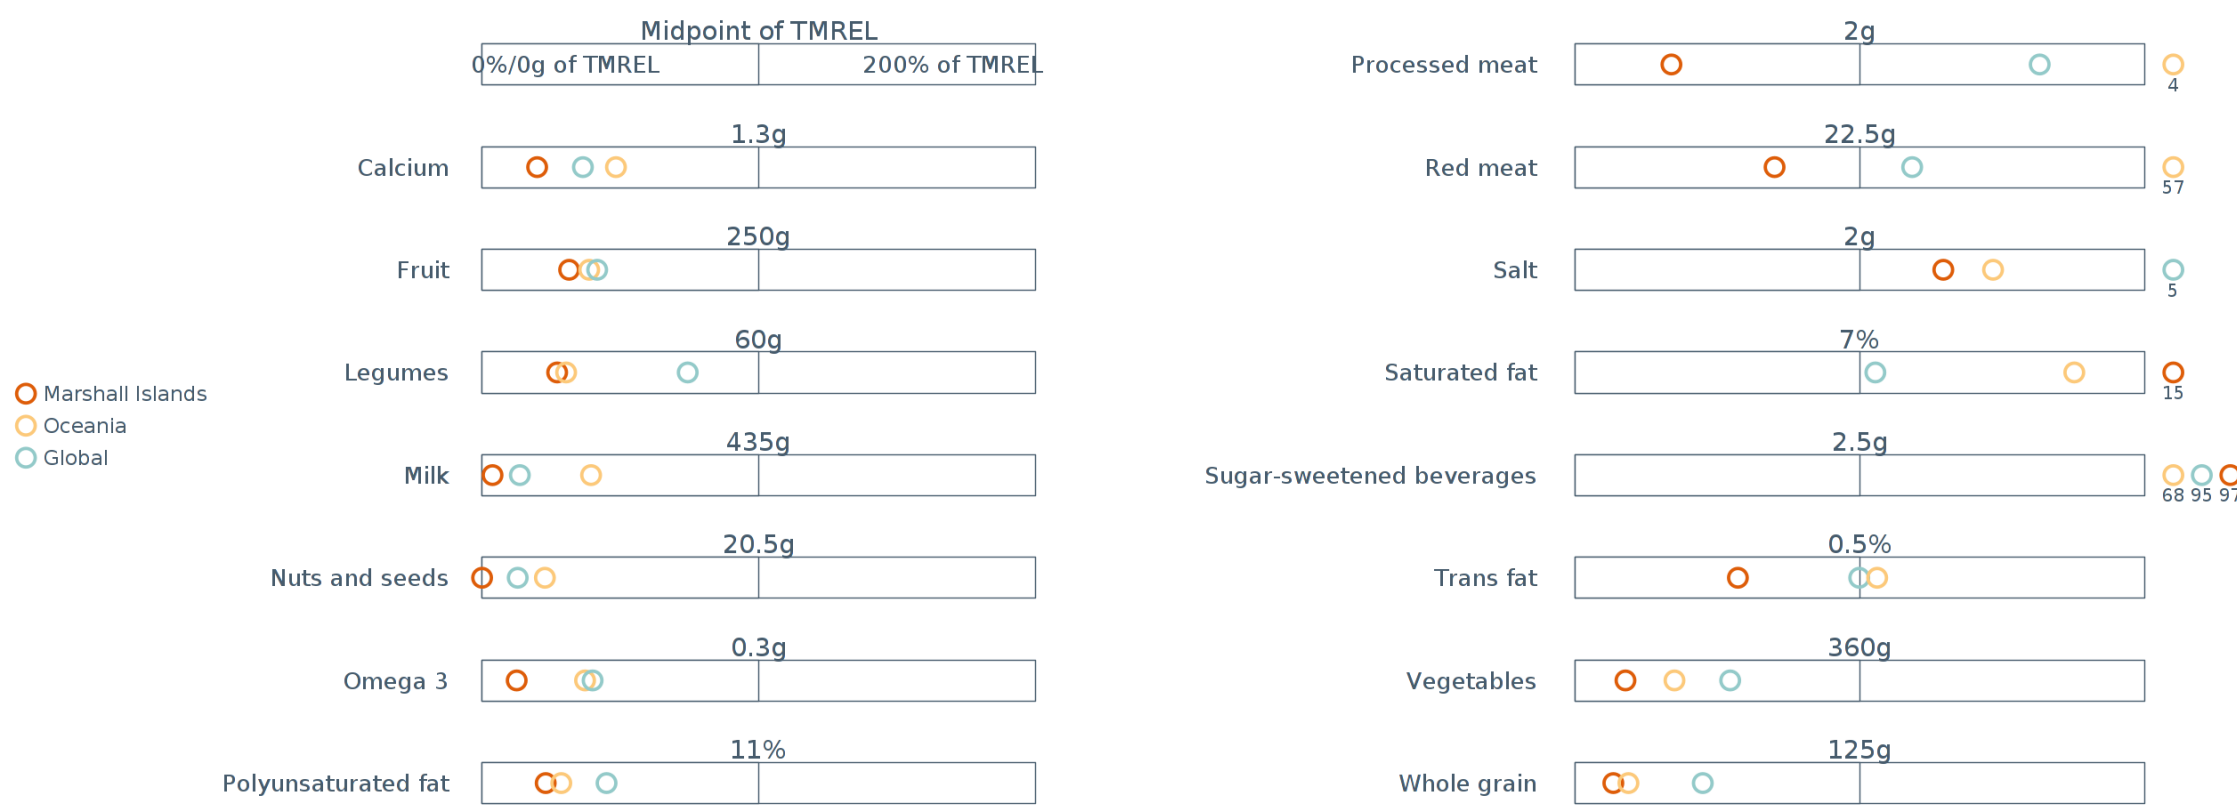 Midpoint of TMREL
0%/0g of TMREL 200% of TMREL
1.3g
Calcium
250g
Fruit
60g
Legumes
435g
Milk
20.5g
Nuts and seeds
0.3g
Omega 3
11%
Polyunsaturated fat
Marshall Islands
Oceania
Global
2g
Processed meat
4
22.5g
Red meat
57
2g
Salt
5
7%
Saturated fat
15
2.5g
Sugar-sweetened beverages
68 95 97
0.5%
Trans fat
360g
Vegetables
125g
Whole grain